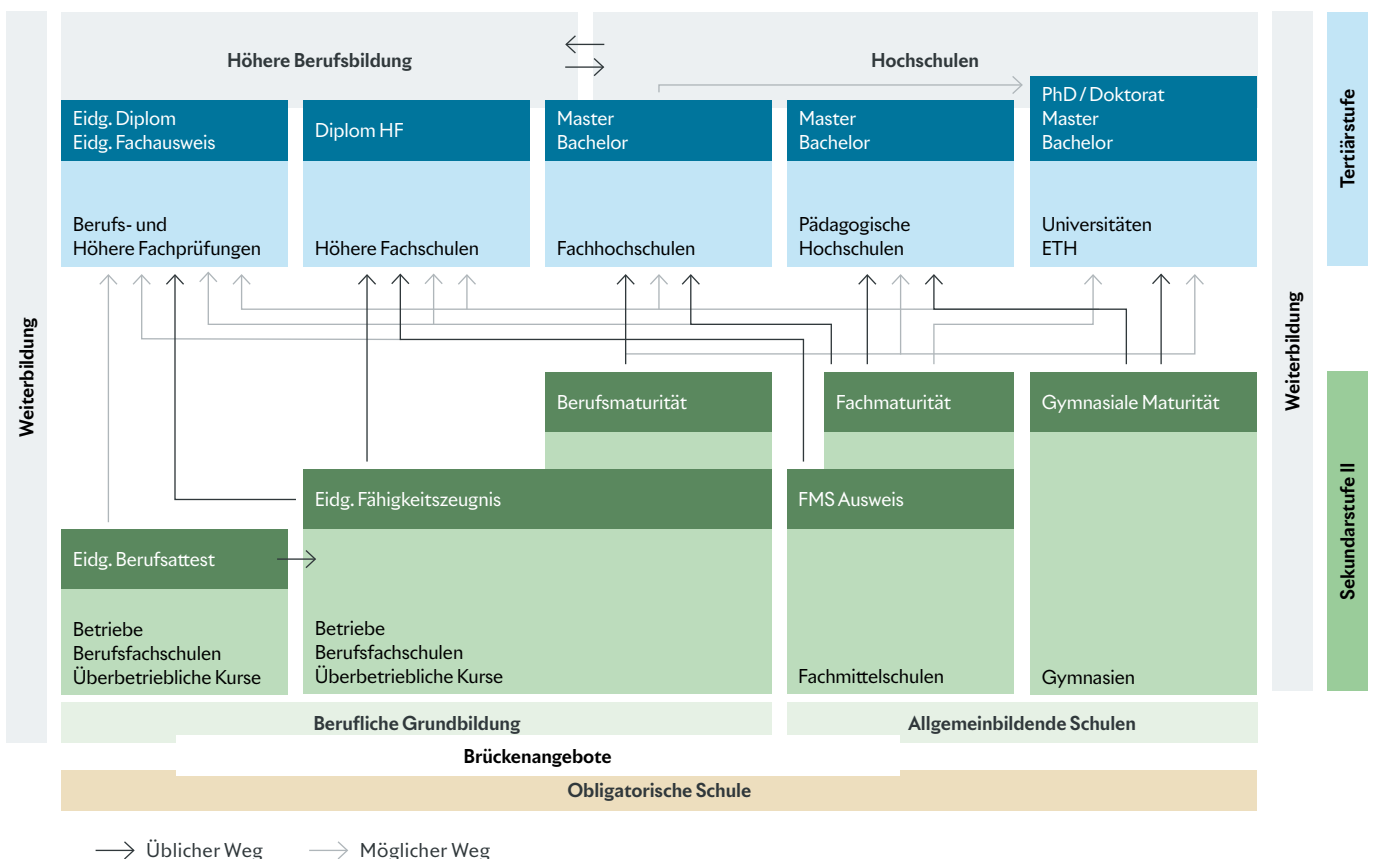 Höhere Berufsbildung
Hochschulen
Eidg. Diplom
Eidg. Fachausweis
Diplom HF
Master
Bachelor
Master
Bachelor
PhD / Doktorat
Master
Bachelor
Berufs- und
Höhere Fachprüfungen
Höhere Fachschulen
Fachhochschulen
Pädagogische
Hochschulen
Universitäten
ETH
Tertiärstufe
Weiterbildung
Weiterbildung
Berufsmaturität
Fachmaturität
Gymnasiale Maturität
Eidg. Fähigkeitszeugnis
FMS Ausweis
Eidg. Berufsattest
Betriebe
Berufsfachschulen
Überbetriebliche Kurse
Betriebe
Berufsfachschulen
Überbetriebliche Kurse
Fachmittelschulen
Gymnasien
Sekundarstufe II
Berufliche Grundbildung
Allgemeinbildende Schulen
Brückenangebote
Obligatorische Schule
Üblicher Weg
Möglicher Weg